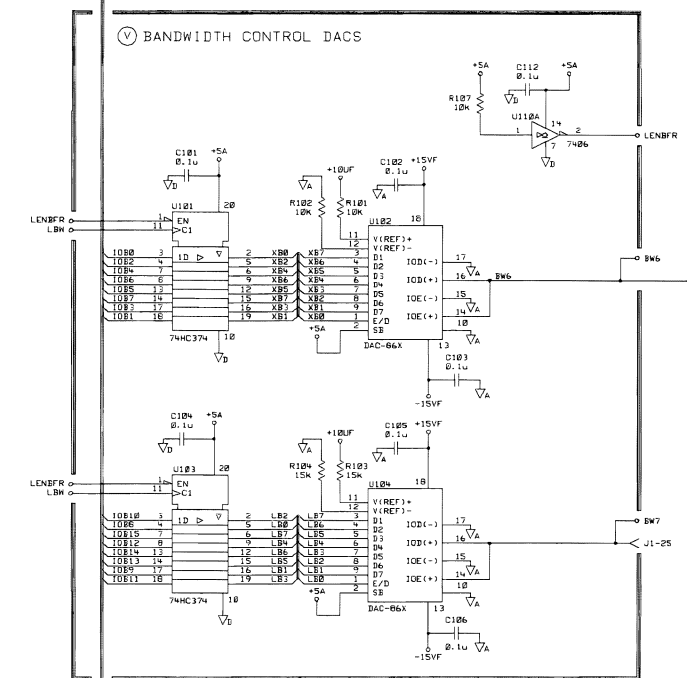 V BANDWIDTH CONTROL DACS
+5A C112 +5A
0.1u
R107
10K
D
U110A
14
1 2 LENBFR
7 7406
D
C101 +5A
0.1u
D
20
U101
LENBFR 1 EN
LBW 11 C1
1D
IOB0 3 2 XB0 XB7
IOB2 4 5 XB2 XB6
IOB4 7 6 XB4 XB5
IOB6 8 9 XB6 XB4
IOB5 13 12 XB5 XB3
IOB7 14 15 XB7 XB2
IOB3 17 16 XB3 XB1
IOB1 18 19 XB1 XB0
74HC374 10
D
+10UF
A
R102 R101
10K 10K
C102 +15VF
0.1u
A
U102 18
11 V(REF)+
12 V(REF)-
3 D1 IOD(-) 17 A
4 D2
5 D3 IOD(+) 16 BW6
6 D4
7 D5 IOE(-) 15 A
8 D6
9 D7 IOE(+) 14
1 E/D 10 A
2 SB
+5A
DAC-86X 13
C103
0.1u
A
-15VF
BW6
C104 +5A
0.1u
D
20
U103
LENBFR 1 EN
LBW 11 C1
1D
IOB10 3 2 LB2 LB7
IOB8 4 5 LB0 LB6
IOB15 7 6 LB7 LB5
IOB12 8 9 LB4 LB4
IOB14 13 12 LB6 LB3
IOB13 14 15 LB5 LB2
IOB9 17 16 LB1 LB1
IOB11 18 19 LB3 LB0
74HC374 10
D
+10UF
A
R104 R103
15K 15K
C105 +15VF
0.1u
A
U104 18
11 V(REF)+
12 V(REF)-
3 D1 IOD(-) 17 A
4 D2
5 D3 IOD(+) 16
6 D4
7 D5 IOE(-) 15 A
8 D6
9 D7 IOE(+) 14
1 E/D 10 A
2 SB
+5A
DAC-86X 13
C106
0.1u
A
-15VF
BW7
J1-25